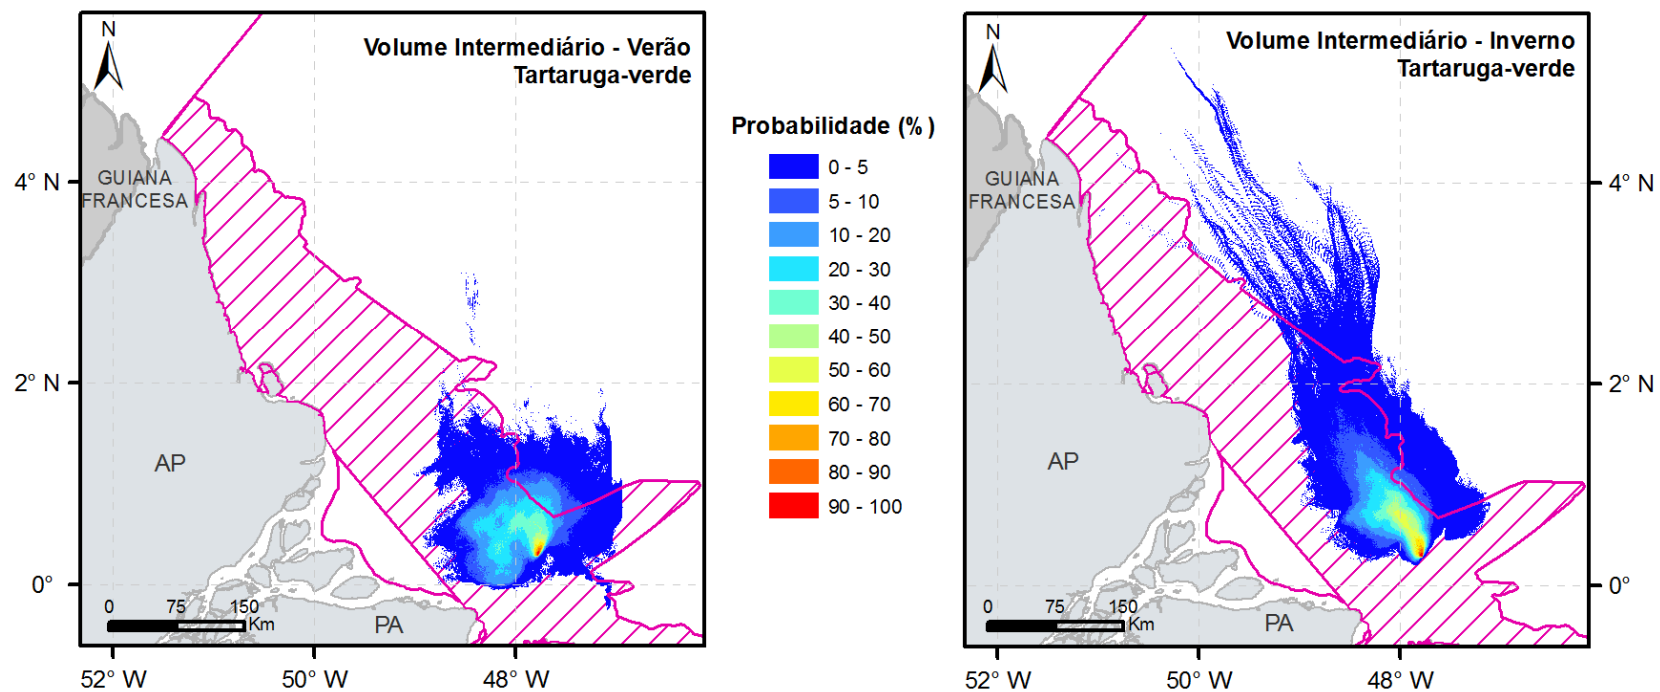 N
Volume Intermediário - Verão
Tartaruga-verde
GUIANA
FRANCESA
AP
PA
0 75 150
Km
4° N
2° N
0°
52° W
50° W
48° W
Probabilidade (%)
0 - 5
5 - 10
10 - 20
20 - 30
30 - 40
40 - 50
50 - 60
60 - 70
70 - 80
80 - 90
90 - 100
N
Volume Intermediário - Inverno
Tartaruga-verde
GUIANA
FRANCESA
AP
PA
0 75 150
Km
4° N
2° N
0°
52° W
50° W
48° W